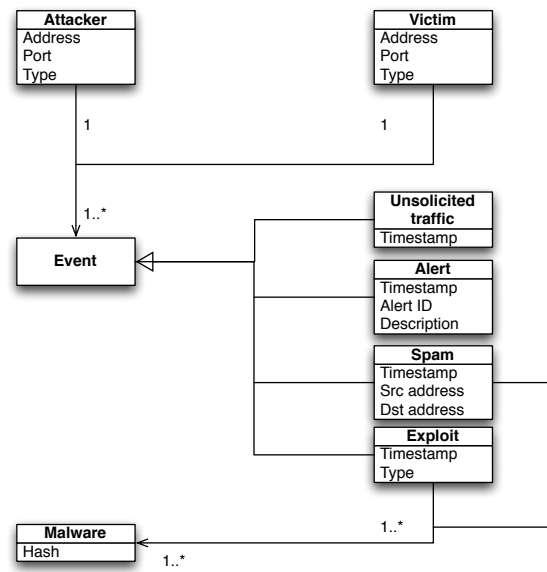 Attacker
Address
Port
Type
Victim
Address
Port
Type
1
1
1..*
Event
Unsolicited
traffic
Timestamp
Alert
Timestamp
Alert ID
Description
Spam
Timestamp
Src address
Dst address
Exploit
Timestamp
Type
1..*
Malware
Hash
1..*